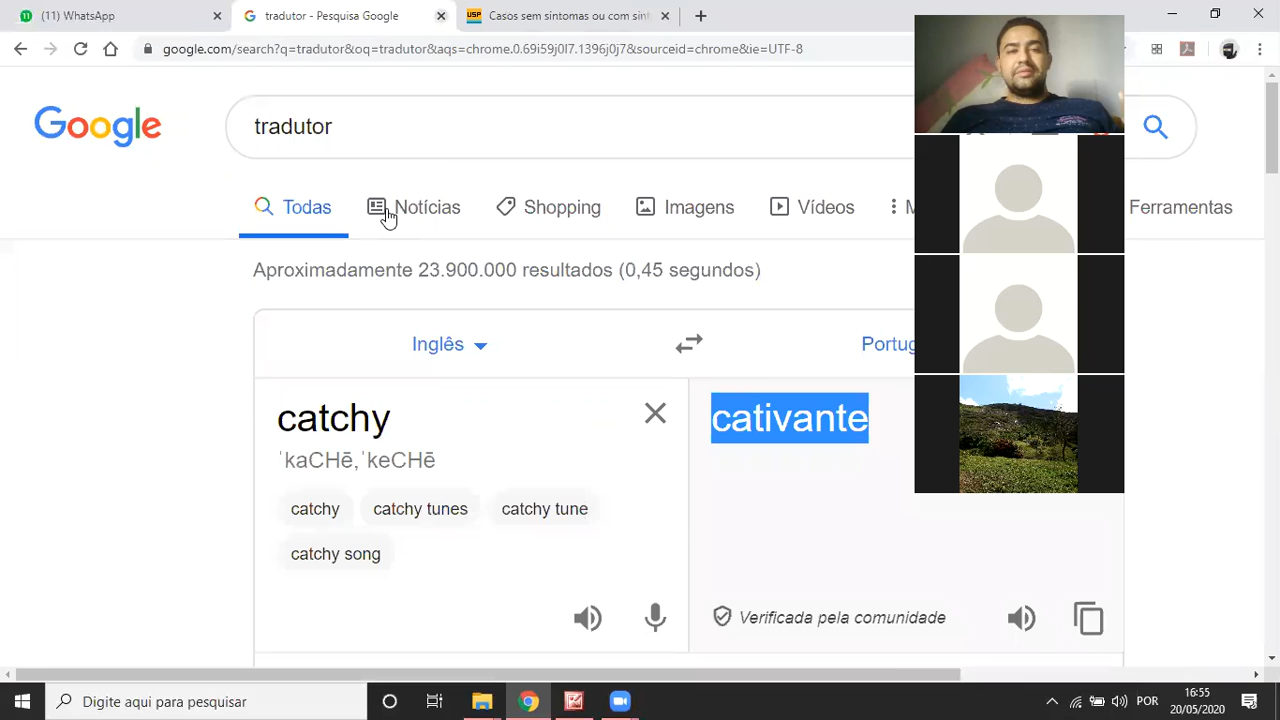 (11) WhatsApp
tradutor - Pesquisa Google
USP
Casos sem sintomas ou com sint
google.com/search?q=tradutor&oq=tradutor&aqs=chrome.0.69i59j0l7.1396j0j7&sourceid=chrome&ie=UTF-8
Google
tradutor
Todas
Notícias
Shopping
Imagens
Vídeos
M
Ferramentas
Aproximadamente 23.900.000 resultados (0,45 segundos)
Inglês
Portug
catchy
cativante
ˈkaCHē,ˈkeCHē
catchy
catchy tunes
catchy tune
catchy song
Verificada pela comunidade
Digite aqui para pesquisar
POR
16:55
20/05/2020